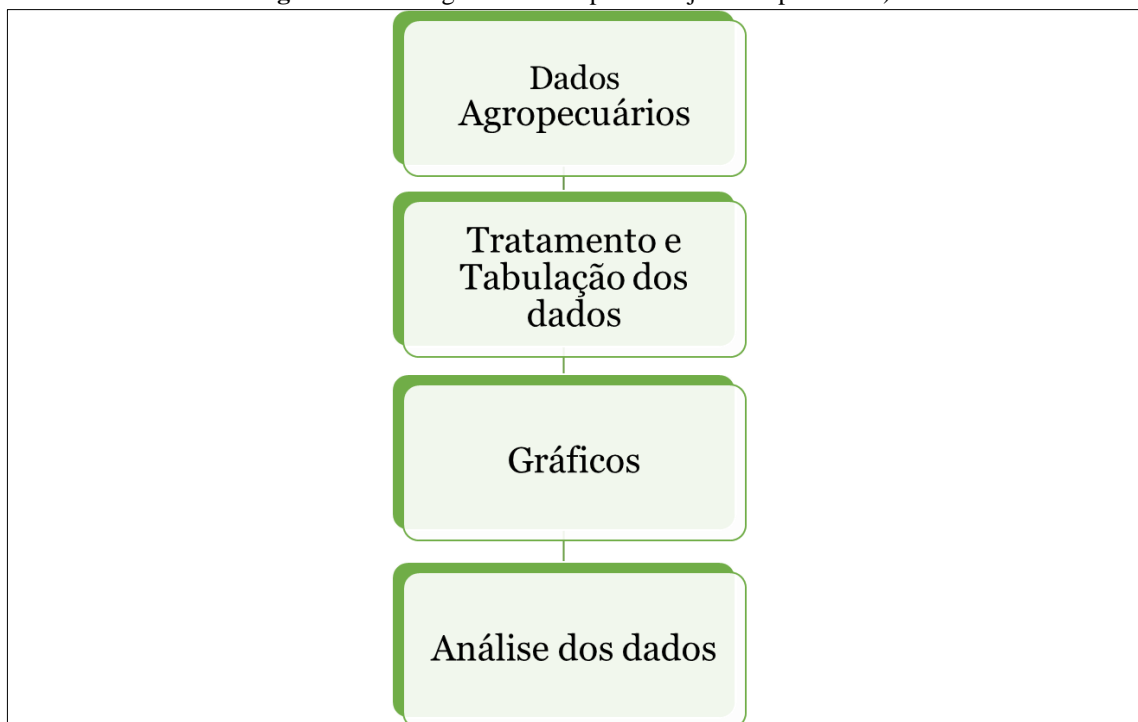 Dados
Agropecuários
Tratamento e
Tabulação dos
dados
Gráficos
Análise dos dados